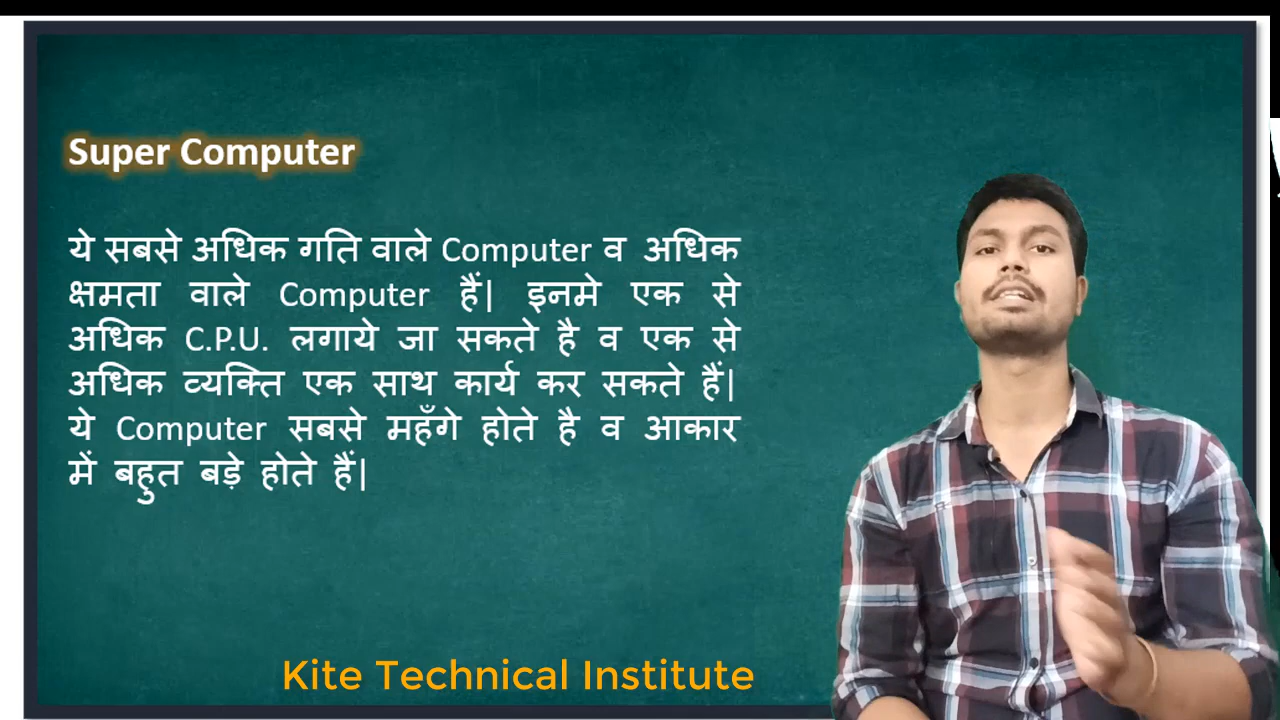 Super Computer
ये सबसे अधिक गति वाले Computer व अधिक
क्षमता वाले Computer हैं| इनमे एक से
अधिक C.P.U. लगाये जा सकते है व एक से
अधिक व्यक्ति एक साथ कार्य कर सकते हैं|
ये Computer सबसे महँगे होते है व आकार
में बहुत बड़े होते हैं|
Kite Technical Institute